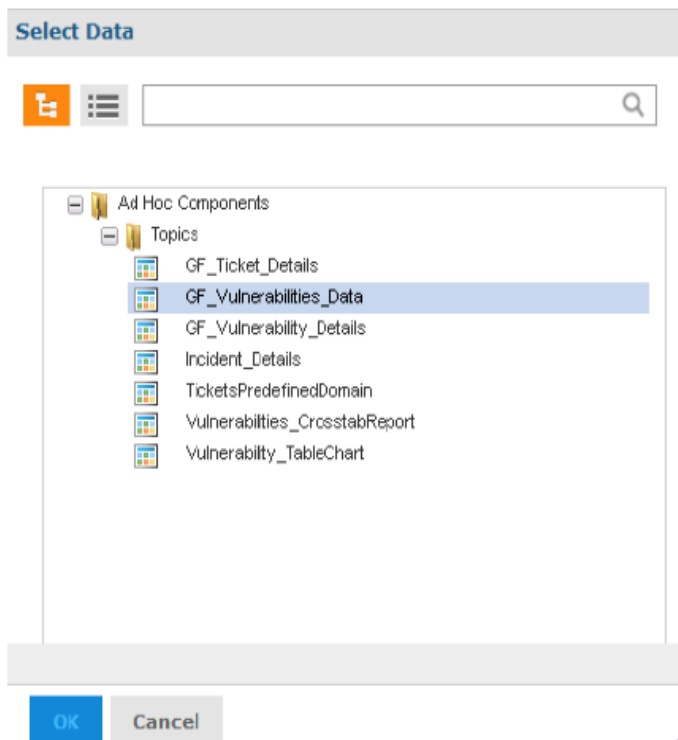 Select Data
Ad Hoc Components
Topics
GF_Ticket_Details
GF_Vulnerabilities_Data
GF_Vulnerability_Details
Incident_Details
TicketsPredefinedDomain
Vulnerabilties_CrosstabReport
Vulnerabilty_TableChart
OK
Cancel